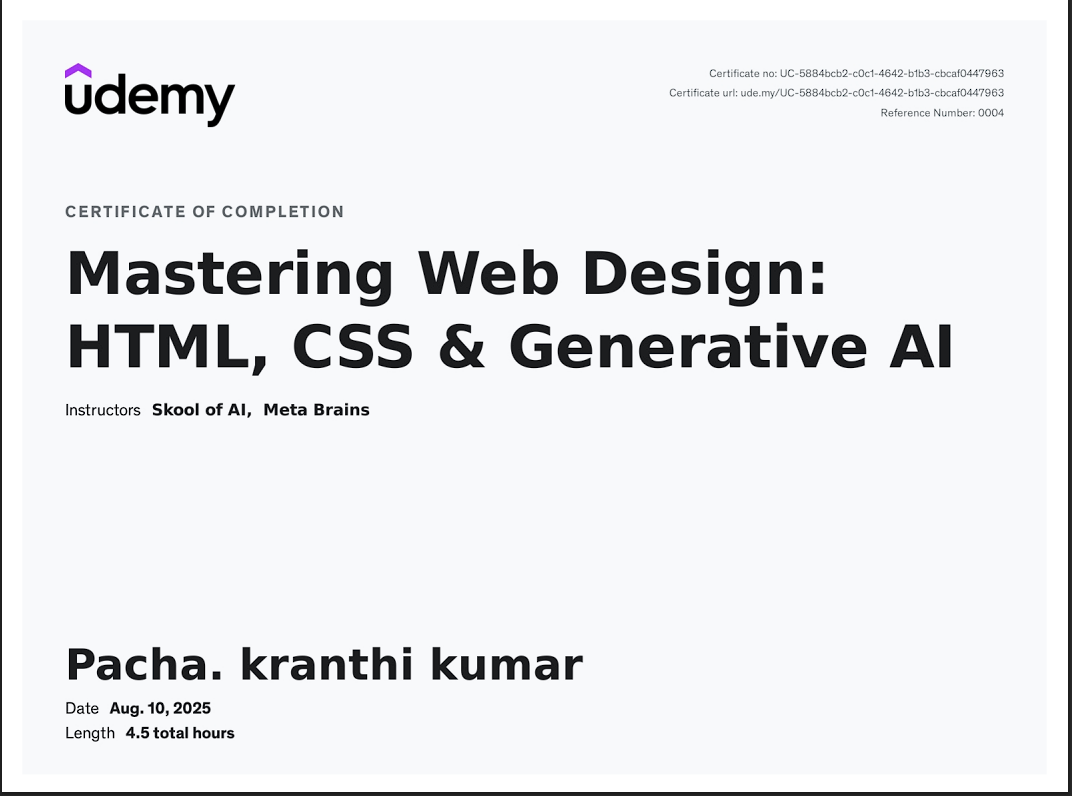 udemy
Certificate no: UC-5884bcb2-c0c1-4642-b1b3-cbcaf0447963
Certificate url: ude.my/UC-5884bcb2-c0c1-4642-b1b3-cbcaf0447963
Reference Number: 0004
CERTIFICATE OF COMPLETION
Mastering Web Design:
HTML, CSS & Generative AI
Instructors Skool of AI, Meta Brains
Pacha. kranthi kumar
Date Aug. 10, 2025
Length 4.5 total hours